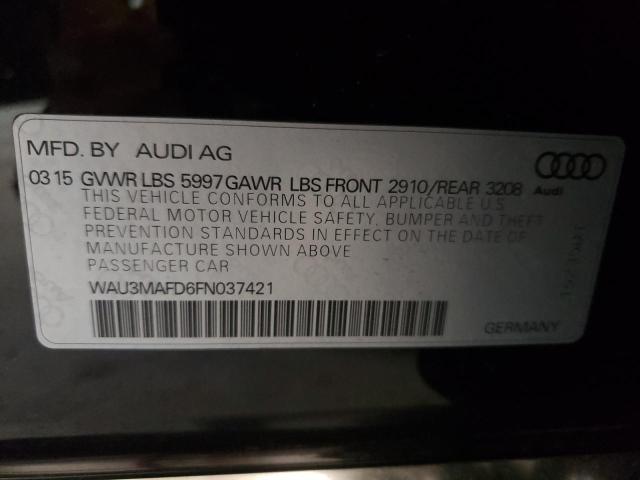 MFD. BY AUDI AG
03 15 GVWR LBS 5997 GAWR LBS FRONT 2910/REAR 3208
Audi
THIS VEHICLE CONFORMS TO ALL APPLICABLE U.S.
FEDERAL MOTOR VEHICLE SAFETY, BUMPER AND THEFT
PREVENTION STANDARDS IN EFFECT ON THE DATE OF
MANUFACTURE SHOWN ABOVE
PASSENGER CAR
WAU3MAFD6FN037421
GERMANY